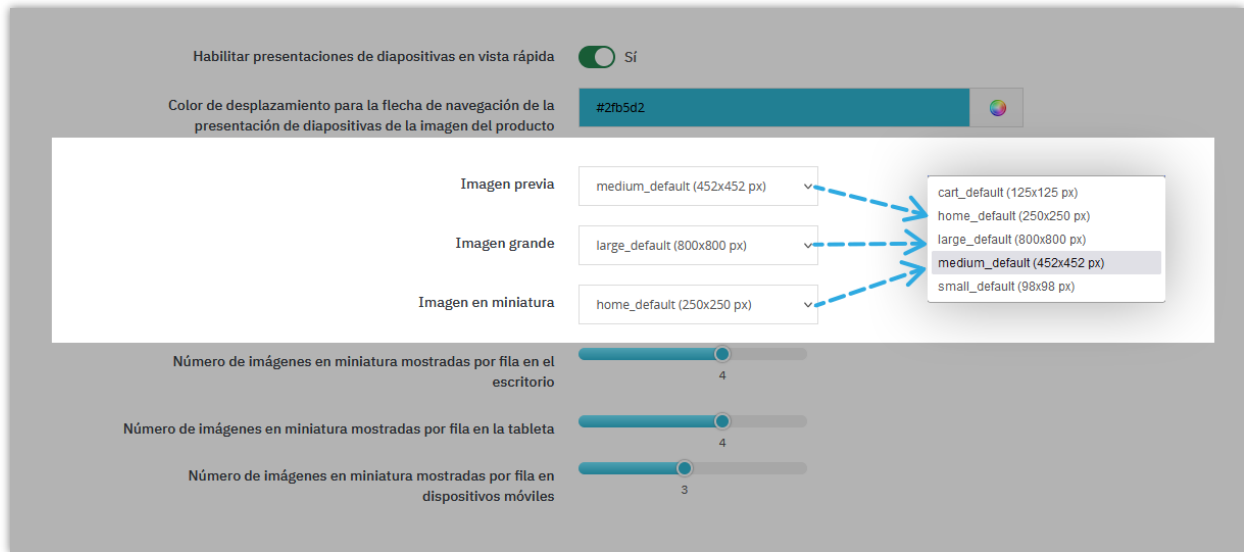 Habilitar presentaciones de diapositivas en vista rápida
Sí
Color de desplazamiento para la flecha de navegación de la
presentación de diapositivas de la imagen del producto
#2fb5d2
Imagen previa
medium_default (452x452 px)
Imagen grande
large_default (800x800 px)
Imagen en miniatura
home_default (250x250 px)
cart_default (125x125 px)
home_default (250x250 px)
large_default (800x800 px)
medium_default (452x452 px)
small_default (98x98 px)
Número de imágenes en miniatura mostradas por fila en el
escritorio
4
Número de imágenes en miniatura mostradas por fila en la tableta
4
Número de imágenes en miniatura mostradas por fila en
dispositivos móviles
3